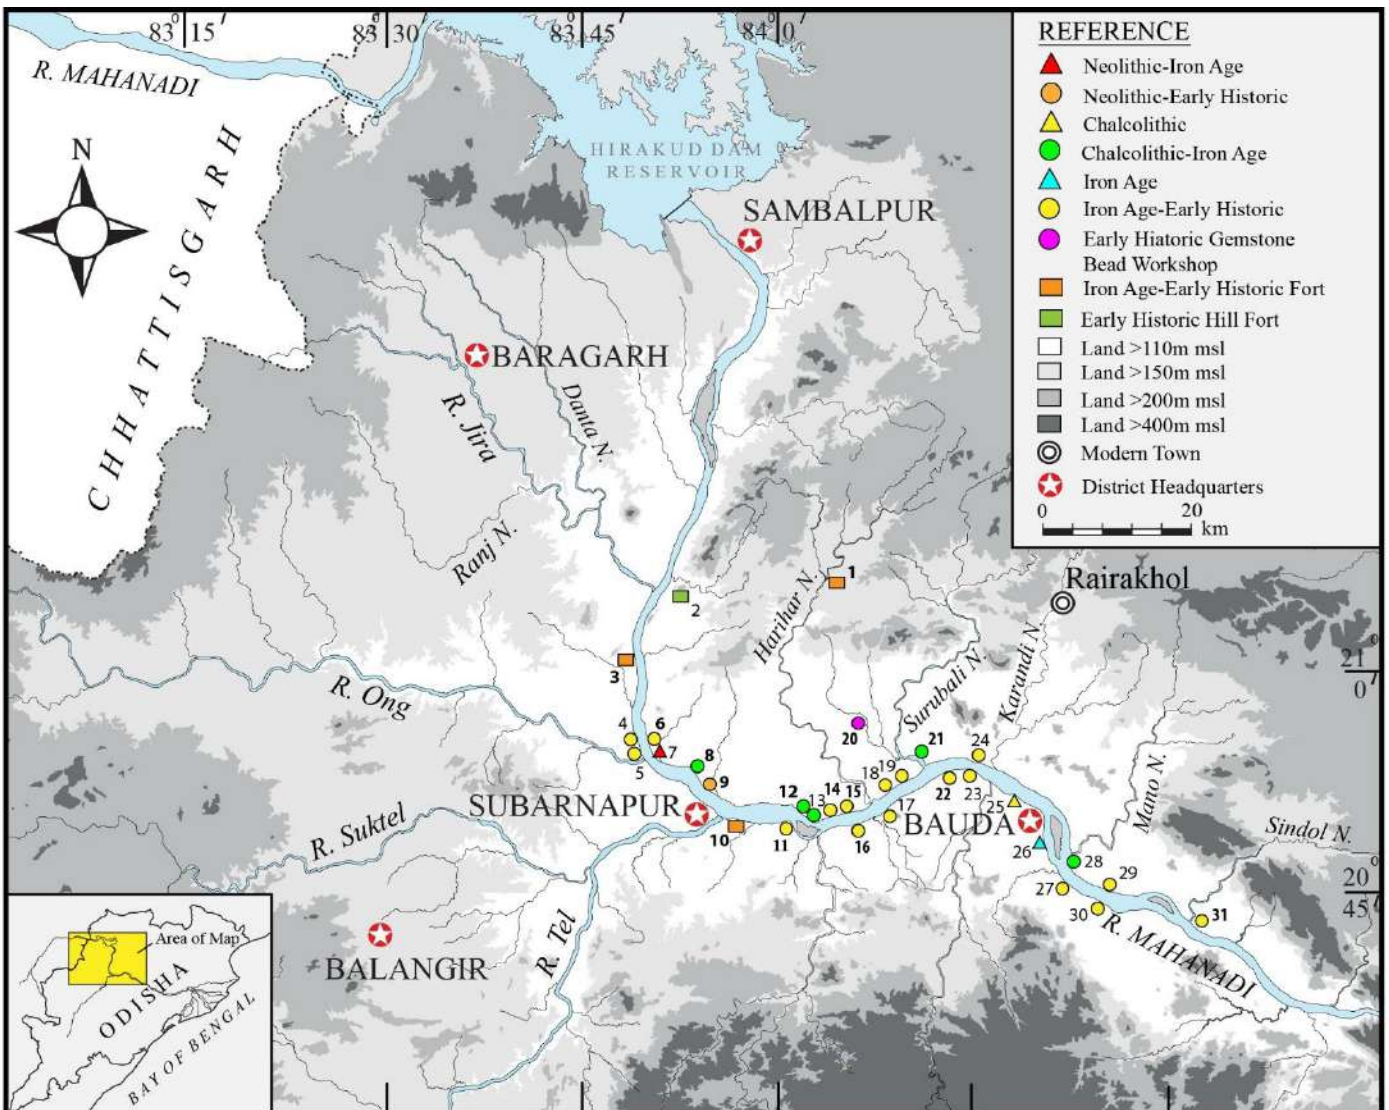 83 15
83 30
83 45
84 0
R. MAHANADI
CHHATTISGARH
N
HIRAKUD DAM
RESERVOIR
SAMBALPUR
BARAGARH
R. Jira
Danta N.
Ranj N.
Harihar N.
1
2
3
Rairakhol
21
0
R. Ong
Surubali N.
Karandi N.
4
5
6
7
8
9
10
11
12
13
14
15
16
17
18
19
20
21
22
23
24
25
26
27
28
29
30
31
SUBARNAPUR
R. Suktel
BAUDA
Mano N.
Sindol N.
20
45
R. Tel
R. MAHANADI
BALANGIR
REFERENCE
Neolithic-Iron Age
Neolithic-Early Historic
Chalcolithic
Chalcolithic-Iron Age
Iron Age
Iron Age-Early Historic
Early Hiatoric Gemstone
Bead Workshop
Iron Age-Early Historic Fort
Early Historic Hill Fort
Land >110m msl
Land >150m msl
Land >200m msl
Land >400m msl
Modern Town
District Headquarters
0 20
km
Area of Map
ODISHA
BAY OF BENGAL